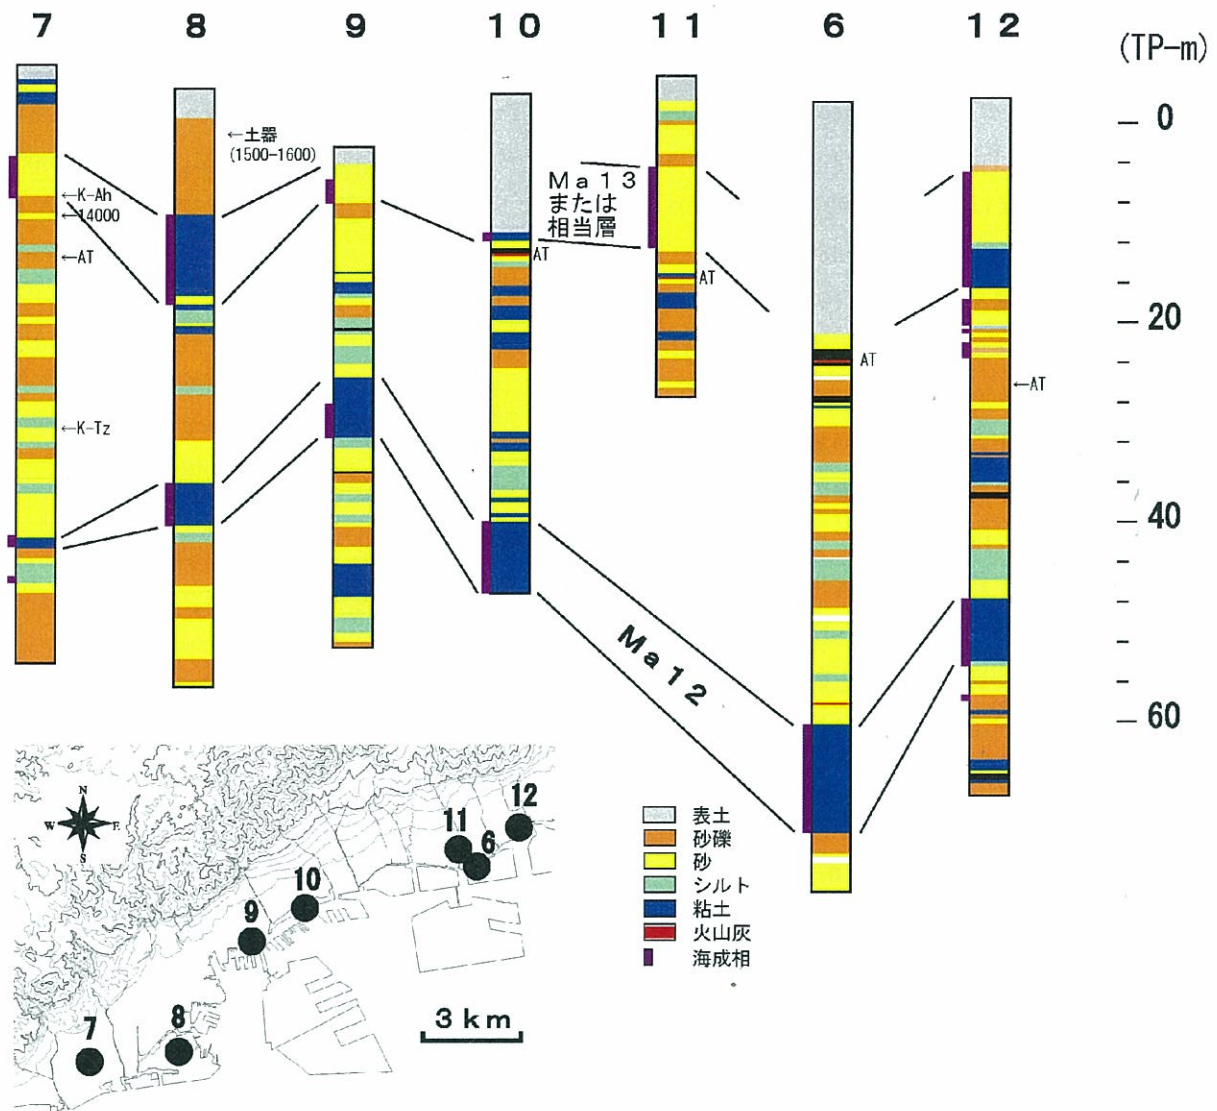 7 8 9 10 11 6 12
(TP-m)
0
←土器
(1500-1600)
Ma13
または
相当層
←K-Ah
←14000
AT
←AT
AT
20
AT
←AT
←K-Tz
40
Ma12
60
N
W E
S
12
11
6
10
9
8
7
3km
表土
砂礫
砂
シルト
粘土
火山灰
海成相